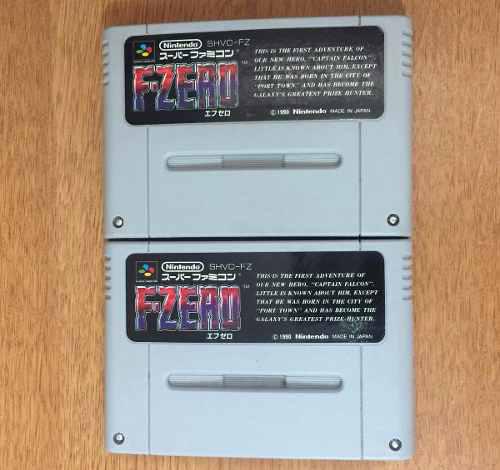 Nintendo SHVC-FZ
スーパーファミコン
F-ZERO™
エフゼロ
THIS IS THE FIRST ADVENTURE OF
OUR NEW HERO, "CAPTAIN FALCON".
LITTLE IS KNOWN ABOUT HIM, EXCEPT
THAT HE WAS BORN IN THE CITY OF
"PORT TOWN" AND HAS BECOME THE
GALAXY'S GREATEST PRIZE HUNTER.
© 1990 Nintendo MADE IN JAPAN
Nintendo SHVC-FZ
スーパーファミコン
F-ZERO™
エフゼロ
THIS IS THE FIRST ADVENTURE OF
OUR NEW HERO, "CAPTAIN FALCON".
LITTLE IS KNOWN ABOUT HIM, EXCEPT
THAT HE WAS BORN IN THE CITY OF
"PORT TOWN" AND HAS BECOME THE
GALAXY'S GREATEST PRIZE HUNTER.
© 1990 Nintendo MADE IN JAPAN